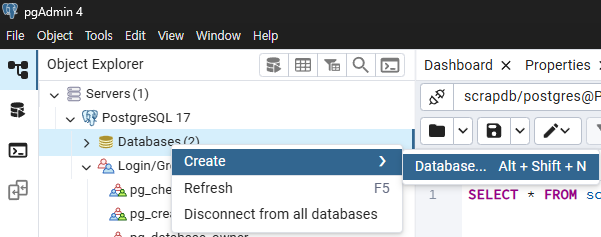 pgAdmin 4
File Object Tools Edit View Window Help
Object Explorer
Dashboard X Properties
Servers (1)
scrapdb/postgres@P
PostgreSQL 17
Databases (2)
Create
Database... Alt + Shift + N
Login/Gro
Refresh F5
pg_che
1 SELECT * FROM sc
pg_crea
Disconnect from all databases
pg_database_owner